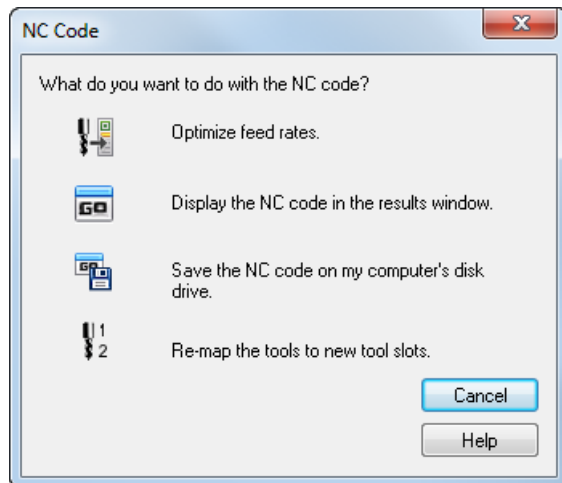 NC Code
What do you want to do with the NC code?
Optimize feed rates.
GO
Display the NC code in the results window.
GO
Save the NC code on my computer's disk
drive.
1
2
Re-map the tools to new tool slots.
Cancel
Help